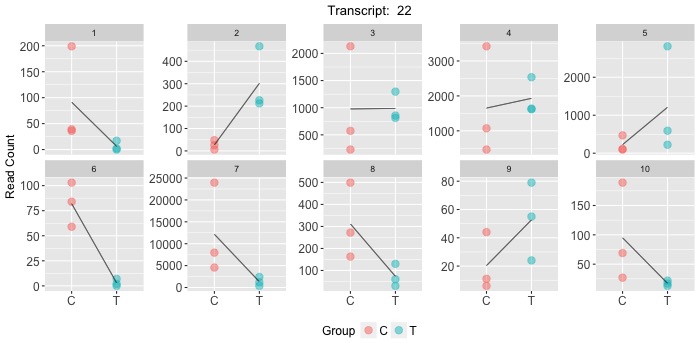 Transcript: 22
1 2 3 4 5
200 150 100 50 0
400 300 200 100 0
2000 1500 1000 500
3000 2000 1000
2000 1000 0
Read Count
6 7 8 9 10
100 75 50 25 0
25000 20000 15000 10000 5000 0
500 400 300 200 100
80 60 40 20
150 100 50
C T C T C T C T C T
Group C T